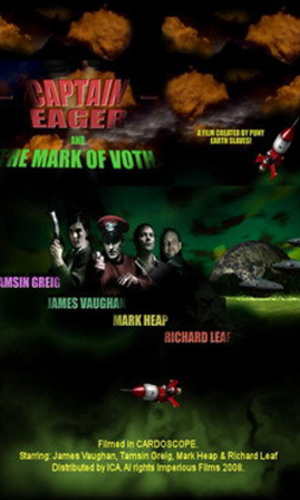 CAPTAIN
EAGER
AND
THE MARK OF VOTH
A FILM CREATED BY PUNY
EARTH SLAVES!
AMSIN GREIG
JAMES VAUGHAN
MARK HEAP
RICHARD LEAF
Filmed in CARDOSCOPE.
Starring: James Vaughan, Tamsin Greig, Mark Heap & Richard Leaf
Distributed by ICA.Al rights Imperious Films 2008.